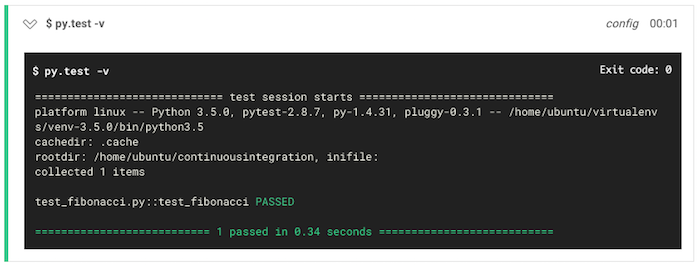 $ py.test -v config 00:01
$ py.test -v Exit code: 0
============================= test session starts ==============================
platform linux -- Python 3.5.0, pytest-2.8.7, py-1.4.31, pluggy-0.3.1 -- /home/ubuntu/virtualenv
s/venv-3.5.0/bin/python3.5
cachedir: .cache
rootdir: /home/ubuntu/continuousintegration, inifile:
collected 1 items
test_fibonacci.py::test_fibonacci PASSED
=========================== 1 passed in 0.34 seconds ===========================